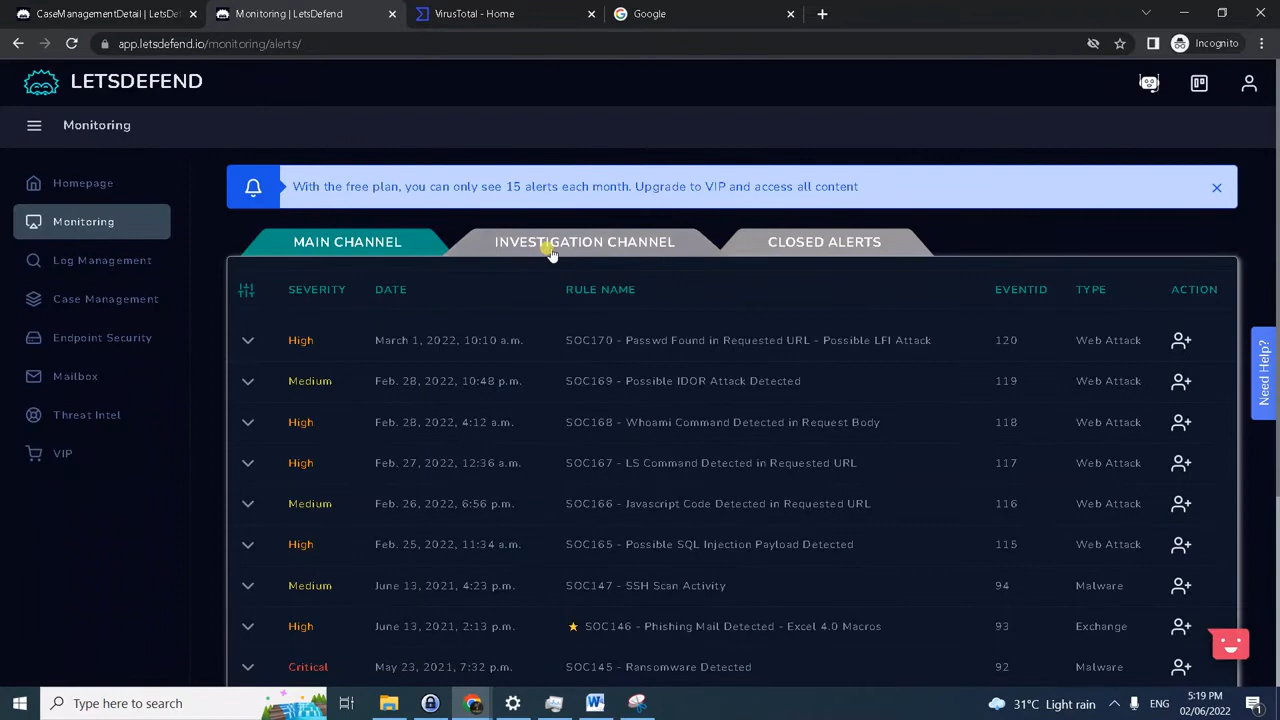 CaseManagementDetail | LetsDef
Monitoring | LetsDefend
VirusTotal - Home
Google
app.letsdefend.io/monitoring/alerts/
Incognito
LETSDEFEND
Monitoring
Homepage
Monitoring
Log Management
Case Management
Endpoint Security
Mailbox
Threat Intel
VIP
With the free plan, you can only see 15 alerts each month. Upgrade to VIP and access all content
MAIN CHANNEL INVESTIGATION CHANNEL CLOSED ALERTS
SEVERITY DATE RULE NAME EVENTID TYPE ACTION
High March 1, 2022, 10:10 a.m. SOC170 - Passwd Found in Requested URL - Possible LFI Attack 120 Web Attack
Medium Feb. 28, 2022, 10:48 p.m. SOC169 - Possible IDOR Attack Detected 119 Web Attack
High Feb. 28, 2022, 4:12 a.m. SOC168 - Whoami Command Detected in Request Body 118 Web Attack
High Feb. 27, 2022, 12:36 a.m. SOC167 - LS Command Detected in Requested URL 117 Web Attack
Medium Feb. 26, 2022, 6:56 p.m. SOC166 - Javascript Code Detected in Requested URL 116 Web Attack
High Feb. 25, 2022, 11:34 a.m. SOC165 - Possible SQL Injection Payload Detected 115 Web Attack
Medium June 13, 2021, 4:23 p.m. SOC147 - SSH Scan Activity 94 Malware
High June 13, 2021, 2:13 p.m. SOC146 - Phishing Mail Detected - Excel 4.0 Macros 93 Exchange
Critical May 23, 2021, 7:32 p.m. SOC145 - Ransomware Detected 92 Malware
Need Help?
Type here to search
31°C Light rain
ENG
5:19 PM
02/06/2022
1